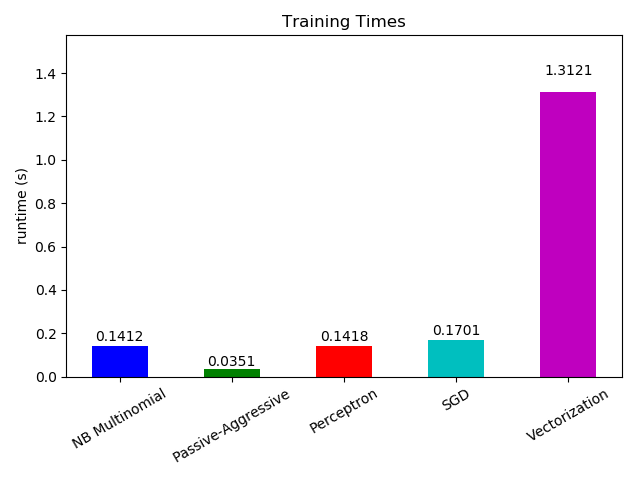 Training Times
runtime (s)
1.4
1.2
1.0
0.8
0.6
0.4
0.2
0.0
0.1412
0.0351
0.1418
0.1701
1.3121
NB Multinomial
Passive-Aggressive
Perceptron
SGD
Vectorization